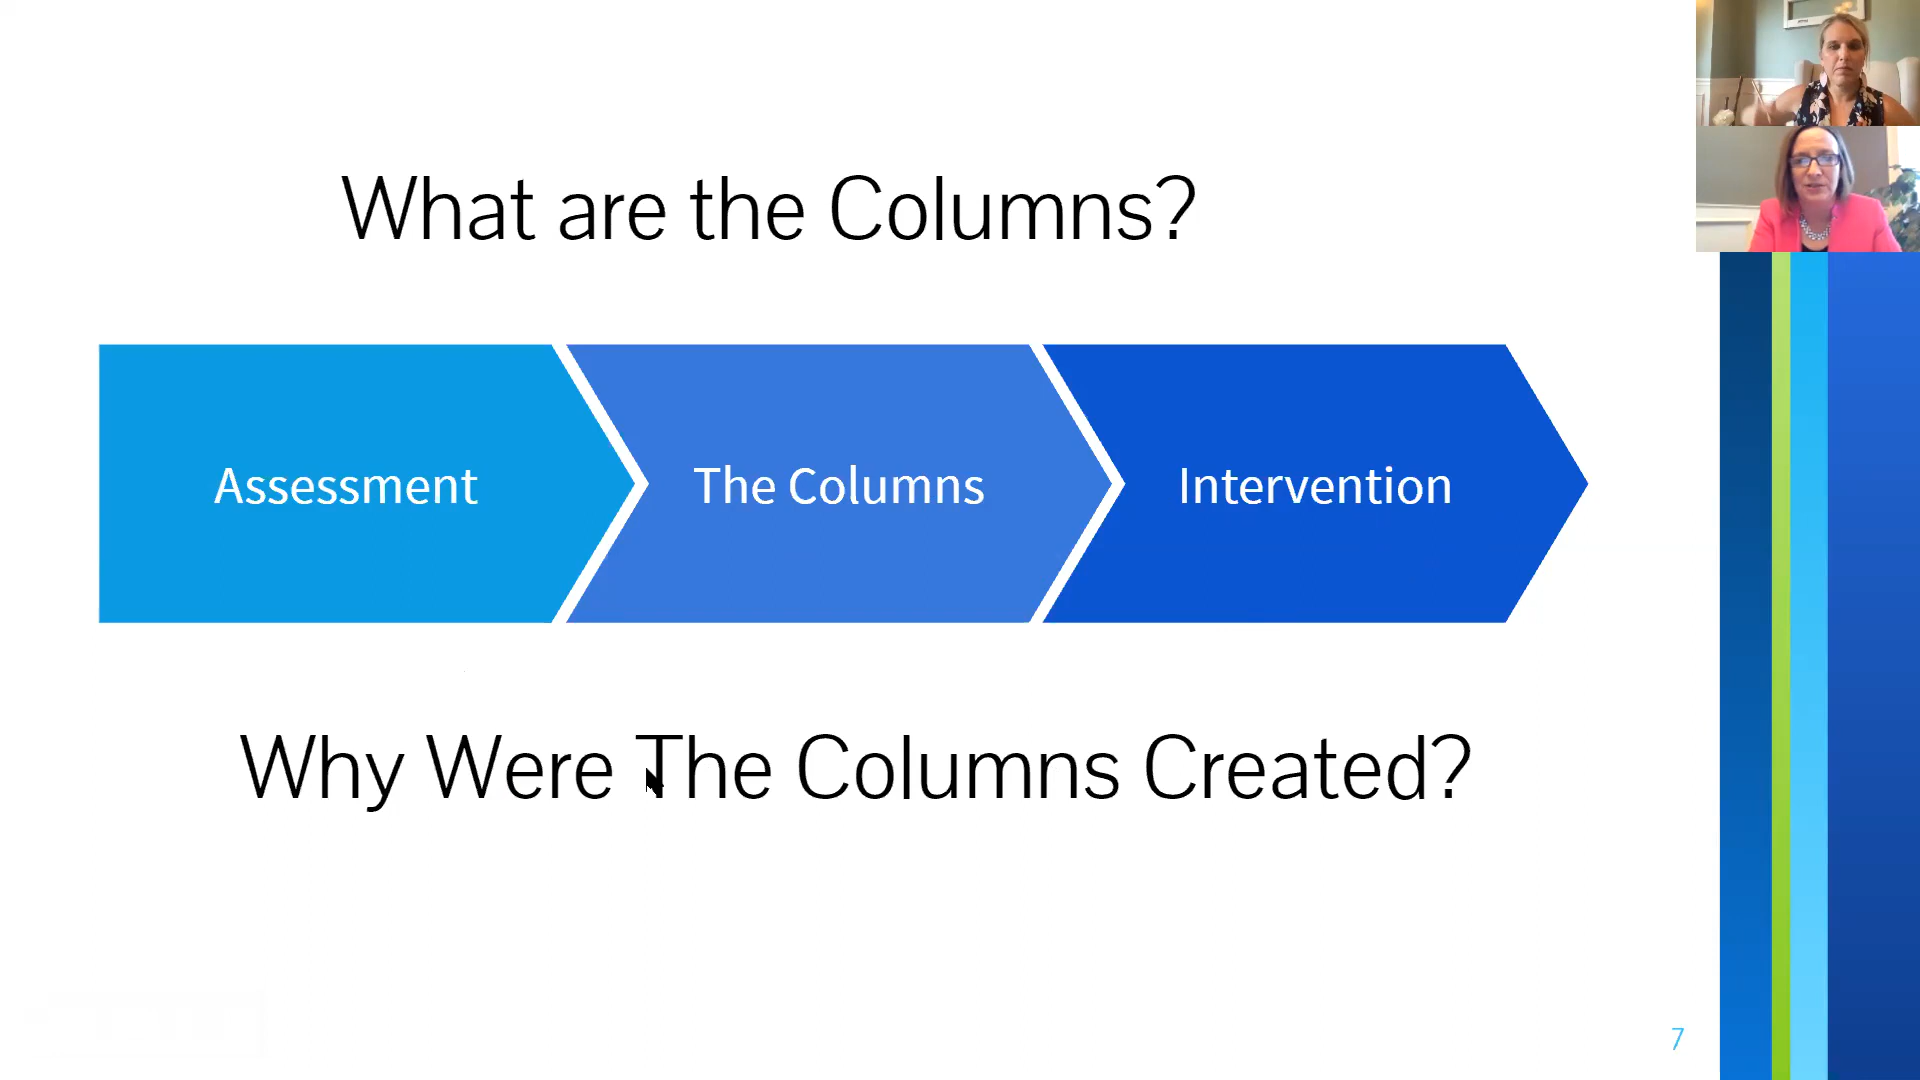 What are the Columns?
Assessment
The Columns
Intervention
Why Were The Columns Created?
7